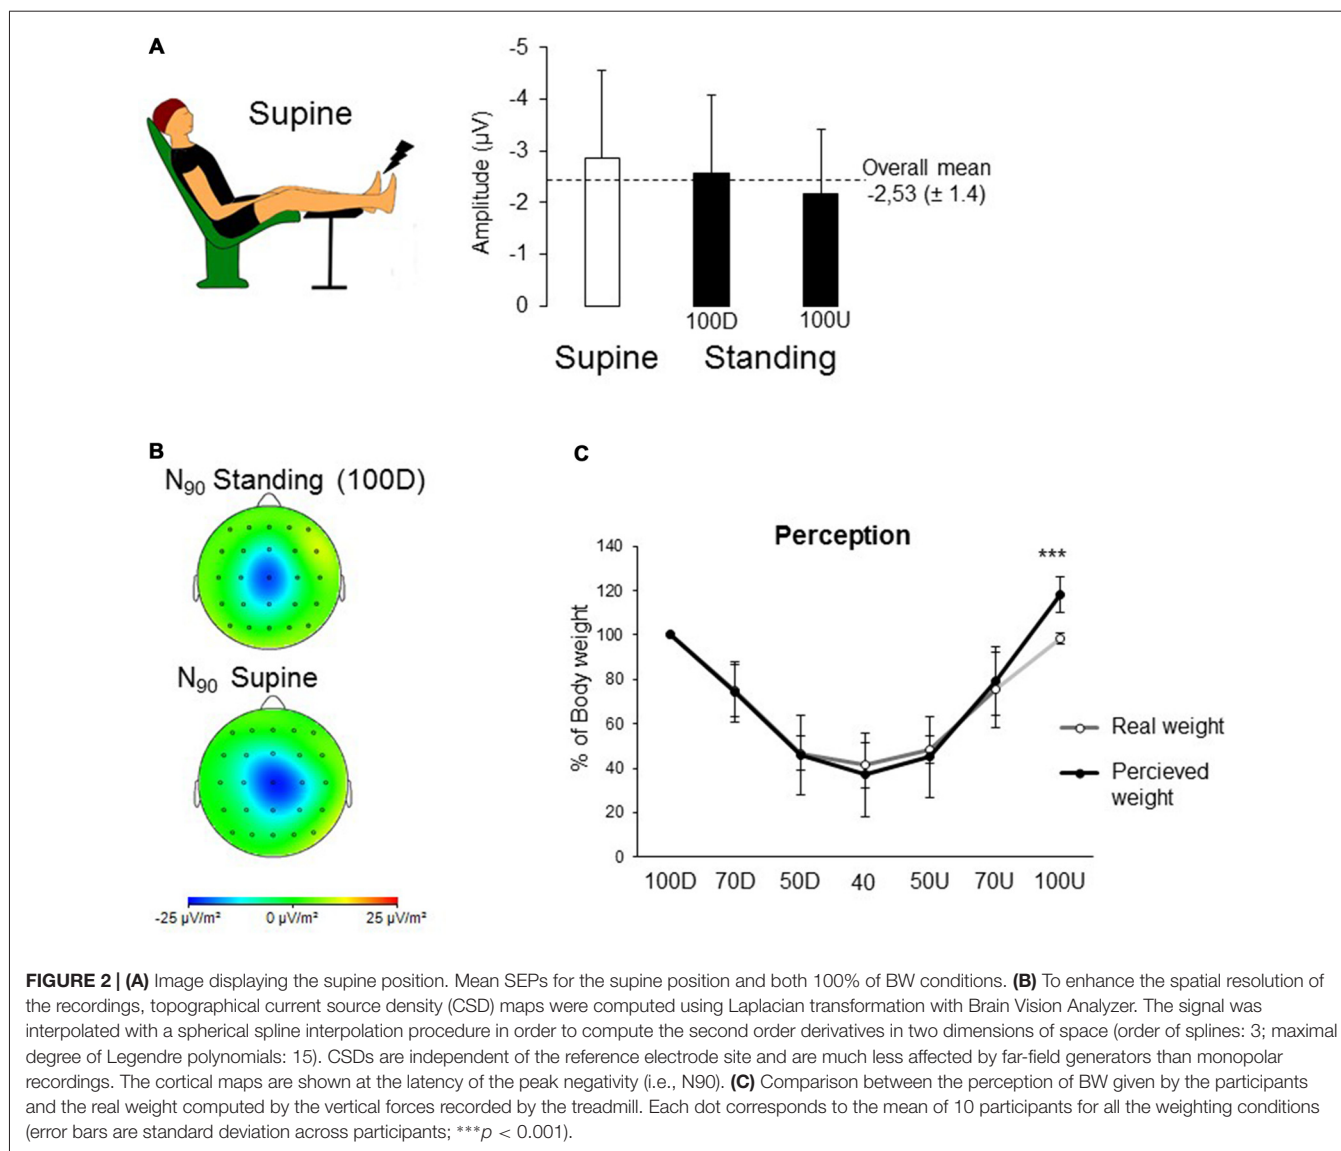 A
Supine
-5
-4
-3
-2
-1
0
Amplitude (µV)
Overall mean
-2,53 (± 1.4)
100D
100U
Supine
Standing
B
N₉₀ Standing (100D)
N₉₀ Supine
-25 µV/m²
0 µV/m²
25 µV/m²
C
Perception
140
120
100
80
60
40
20
0
% of Body weight
***
100D
70D
50D
40
50U
70U
100U
Real weight
Percieved
weight
FIGURE 2 | (A) Image displaying the supine position. Mean SEPs for the supine position and both 100% of BW conditions. (B) To enhance the spatial resolution of
the recordings, topographical current source density (CSD) maps were computed using Laplacian transformation with Brain Vision Analyzer. The signal was
interpolated with a spherical spline interpolation procedure in order to compute the second order derivatives in two dimensions of space (order of splines: 3; maximal
degree of Legendre polynomials: 15). CSDs are independent of the reference electrode site and are much less affected by far-field generators than monopolar
recordings. The cortical maps are shown at the latency of the peak negativity (i.e., N90). (C) Comparison between the perception of BW given by the participants
and the real weight computed by the vertical forces recorded by the treadmill. Each dot corresponds to the mean of 10 participants for all the weighting conditions
(error bars are standard deviation across participants; ***p < 0.001).